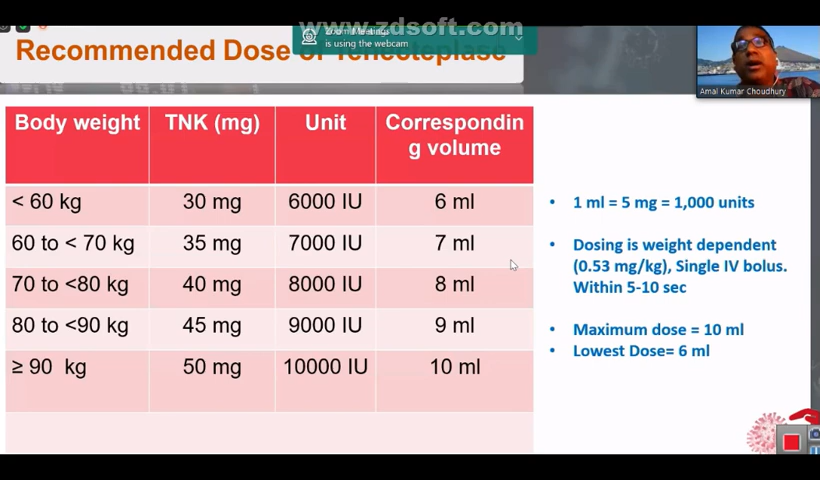 www.zdsoft.com
Zoom Meetings
is using the webcam
Recommended Dose of Tenecteplase
Amal Kumar Choudhury
Body weight TNK (mg) Unit Correspondin
g volume
< 60 kg 30 mg 6000 IU 6 ml
60 to < 70 kg 35 mg 7000 IU 7 ml
70 to <80 kg 40 mg 8000 IU 8 ml
80 to <90 kg 45 mg 9000 IU 9 ml
≥ 90 kg 50 mg 10000 IU 10 ml
• 1 ml = 5 mg = 1,000 units
• Dosing is weight dependent
(0.53 mg/kg), Single IV bolus.
Within 5-10 sec
• Maximum dose = 10 ml
• Lowest Dose= 6 ml